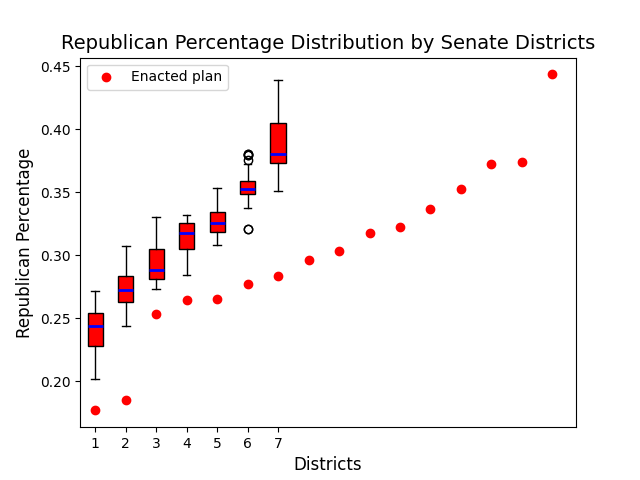 Republican Percentage Distribution by Senate Districts
Enacted plan
Republican Percentage
0.45
0.40
0.35
0.30
0.25
0.20
1 2 3 4 5 6 7
Districts